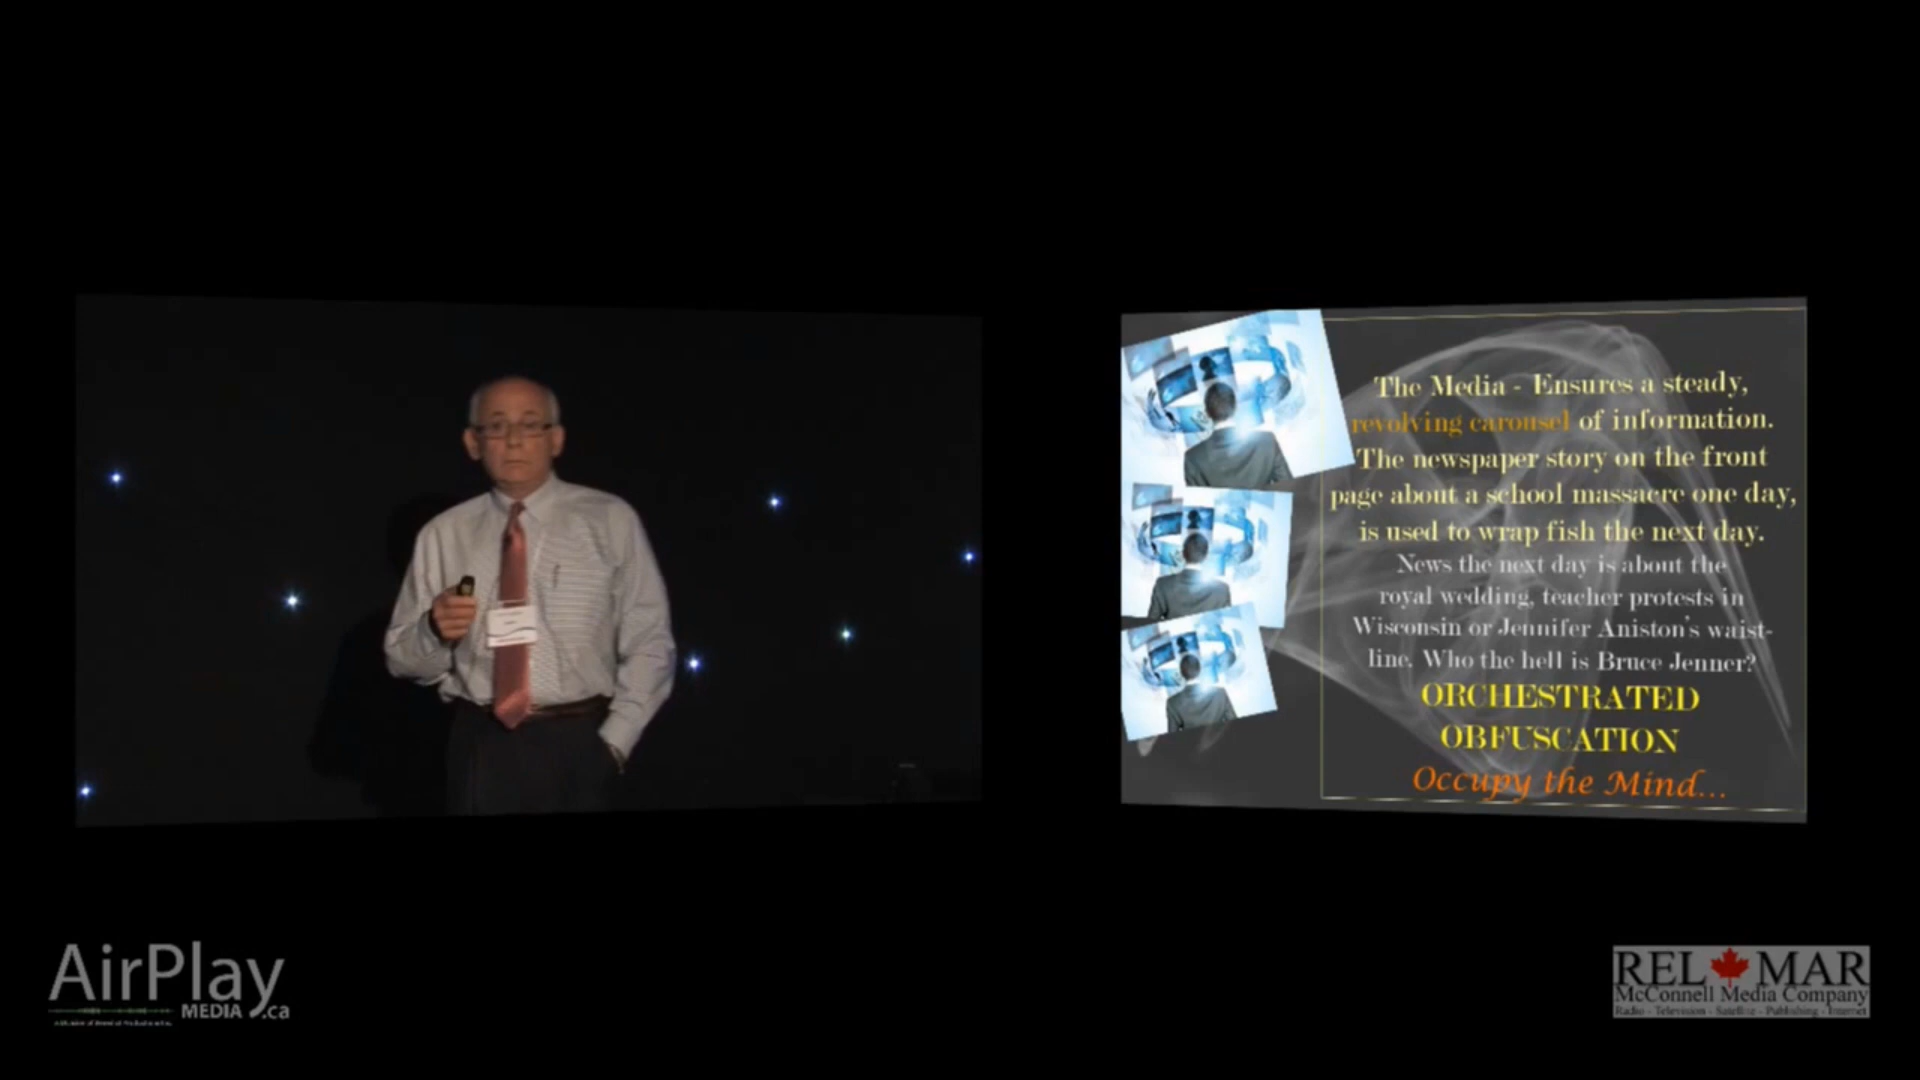 The Media - Ensures a steady,
revolving carousel of information.
The newspaper story on the front
page about a school massacre one day,
is used to wrap fish the next day.
News the next day is about the
royal wedding, teacher protests in
Wisconsin or Jennifer Aniston's waist-
line. Who the hell is Bruce Jenner?
ORCHESTRATED
OBFUSCATION
Occupy the Mind...
AirPlay
MEDIA.ca
REL MAR
McConnell Media Company
Radio - Television - Satellite - Publishing - Internet